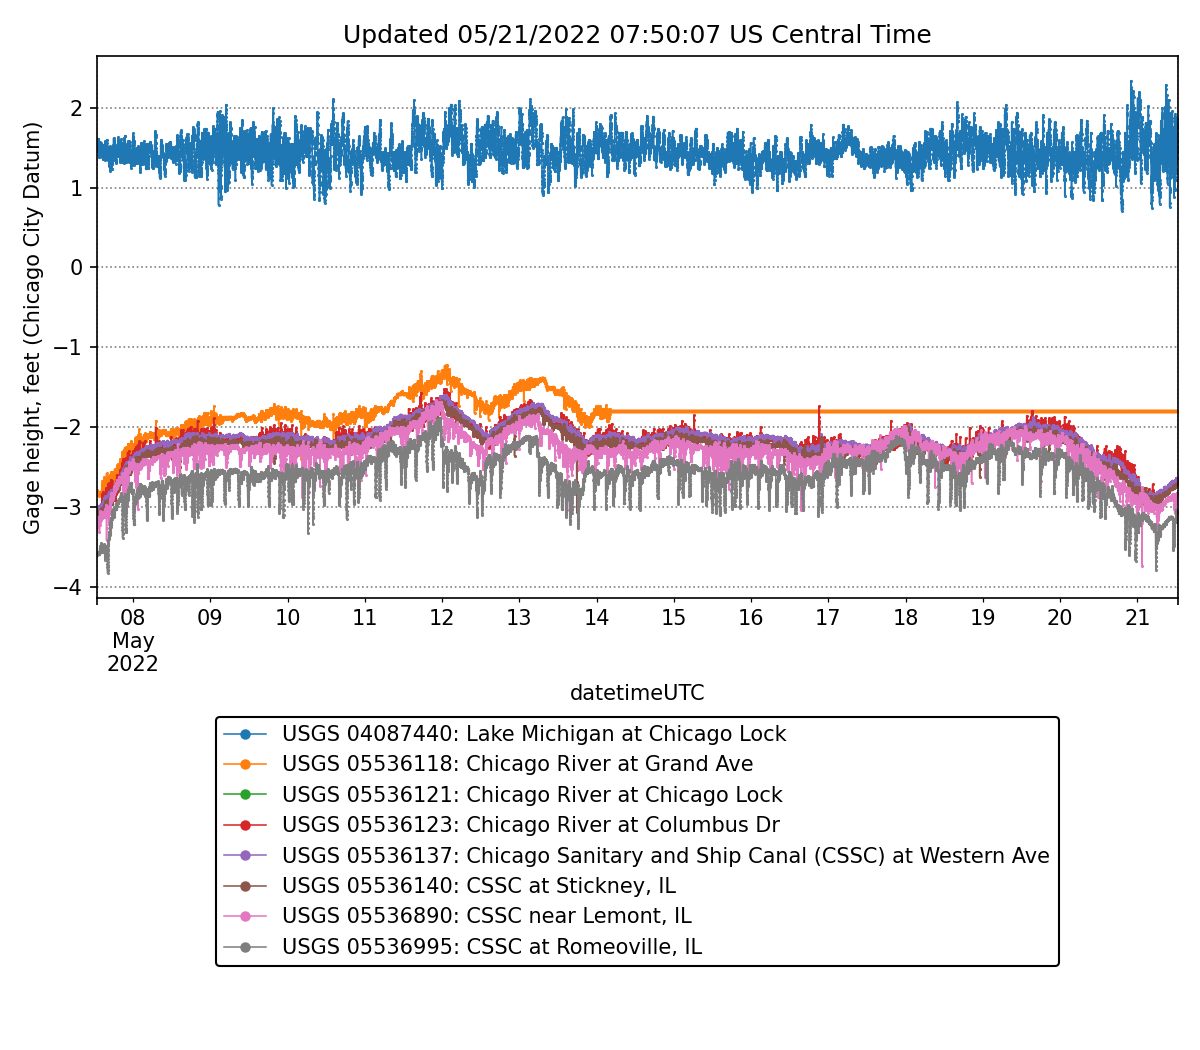 Updated 05/21/2022 07:50:07 US Central Time
Gage height, feet (Chicago City Datum)
2
1
0
−1
−2
−3
−4
08 09 10 11 12 13 14 15 16 17 18 19 20 21
May
2022
datetimeUTC
USGS 04087440: Lake Michigan at Chicago Lock
USGS 05536118: Chicago River at Grand Ave
USGS 05536121: Chicago River at Chicago Lock
USGS 05536123: Chicago River at Columbus Dr
USGS 05536137: Chicago Sanitary and Ship Canal (CSSC) at Western Ave
USGS 05536140: CSSC at Stickney, IL
USGS 05536890: CSSC near Lemont, IL
USGS 05536995: CSSC at Romeoville, IL